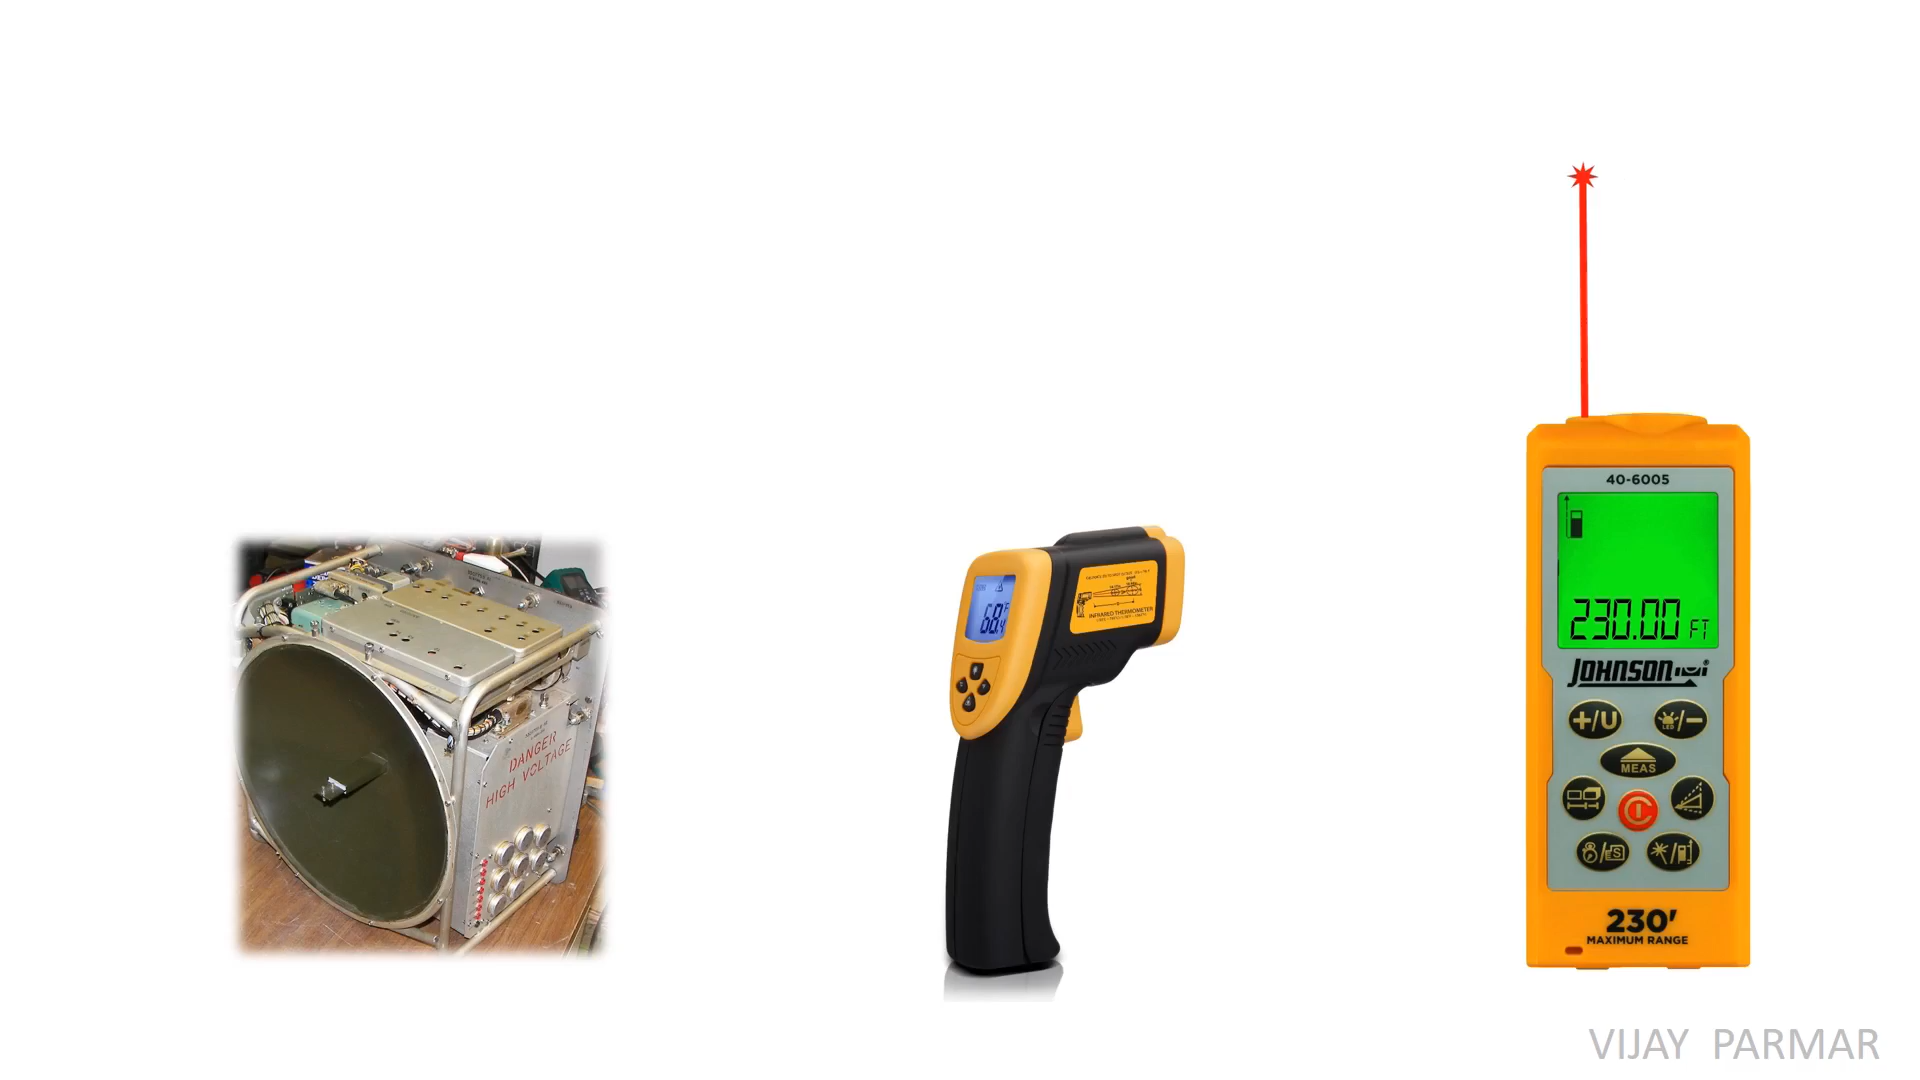 DANGER
HIGH VOLTAGE
68.4
°F
INFRARED THERMOMETER
40-6005
230.00 FT
JOHNSON
+/U
LED/-
MEAS
/S
230'
MAXIMUM RANGE
VIJAY PARMAR